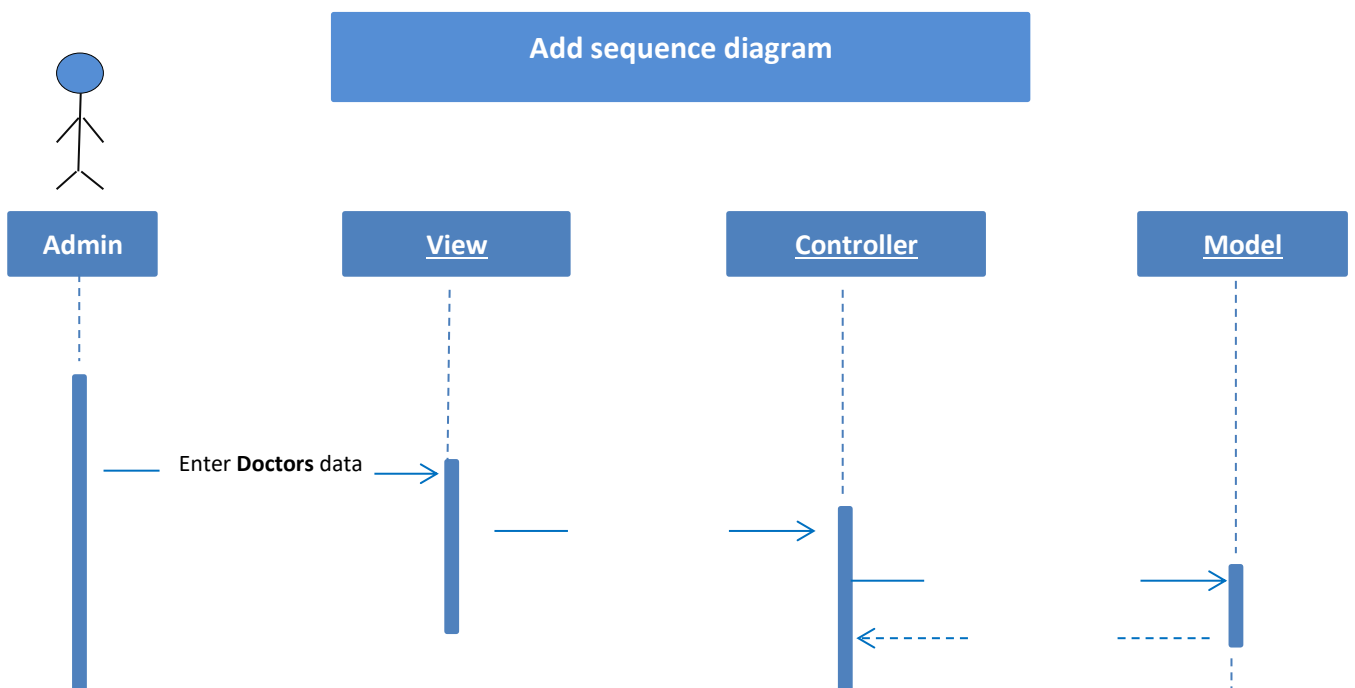 Add sequence diagram
Admin
View
Controller
Model
Enter Doctors data